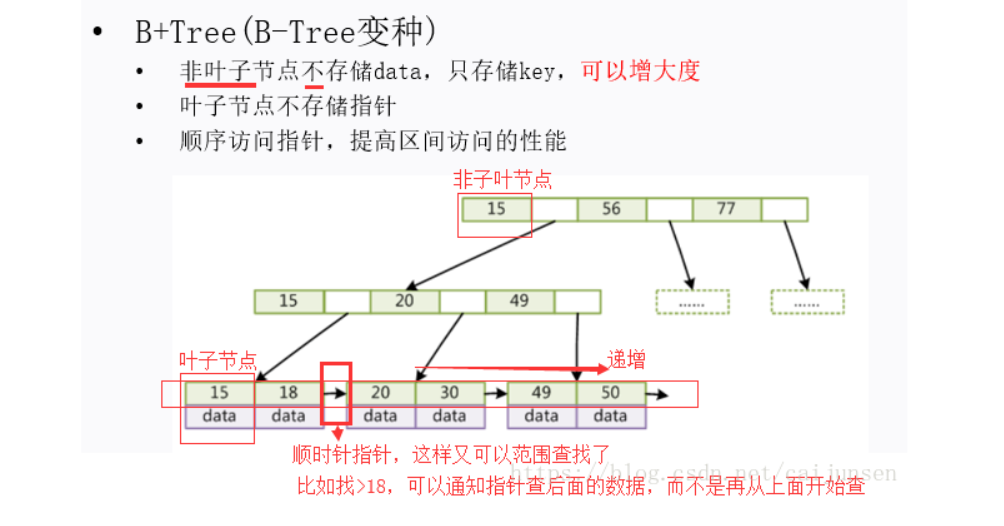 B+Tree(B-Tree变种)
非叶子节点不存储data，只存储key，可以增大度
叶子节点不存储指针
顺序访问指针，提高区间访问的性能
非子叶节点
15 56 77
15 20 49 …… ……
叶子节点
递增
15 18 20 30 49 50
data data data data data data
顺时针指针，这样又可以范围查找了
https://blog.csdn.net/caijunsen
比如找>18，可以通知指针查后面的数据，而不是再从上面开始查